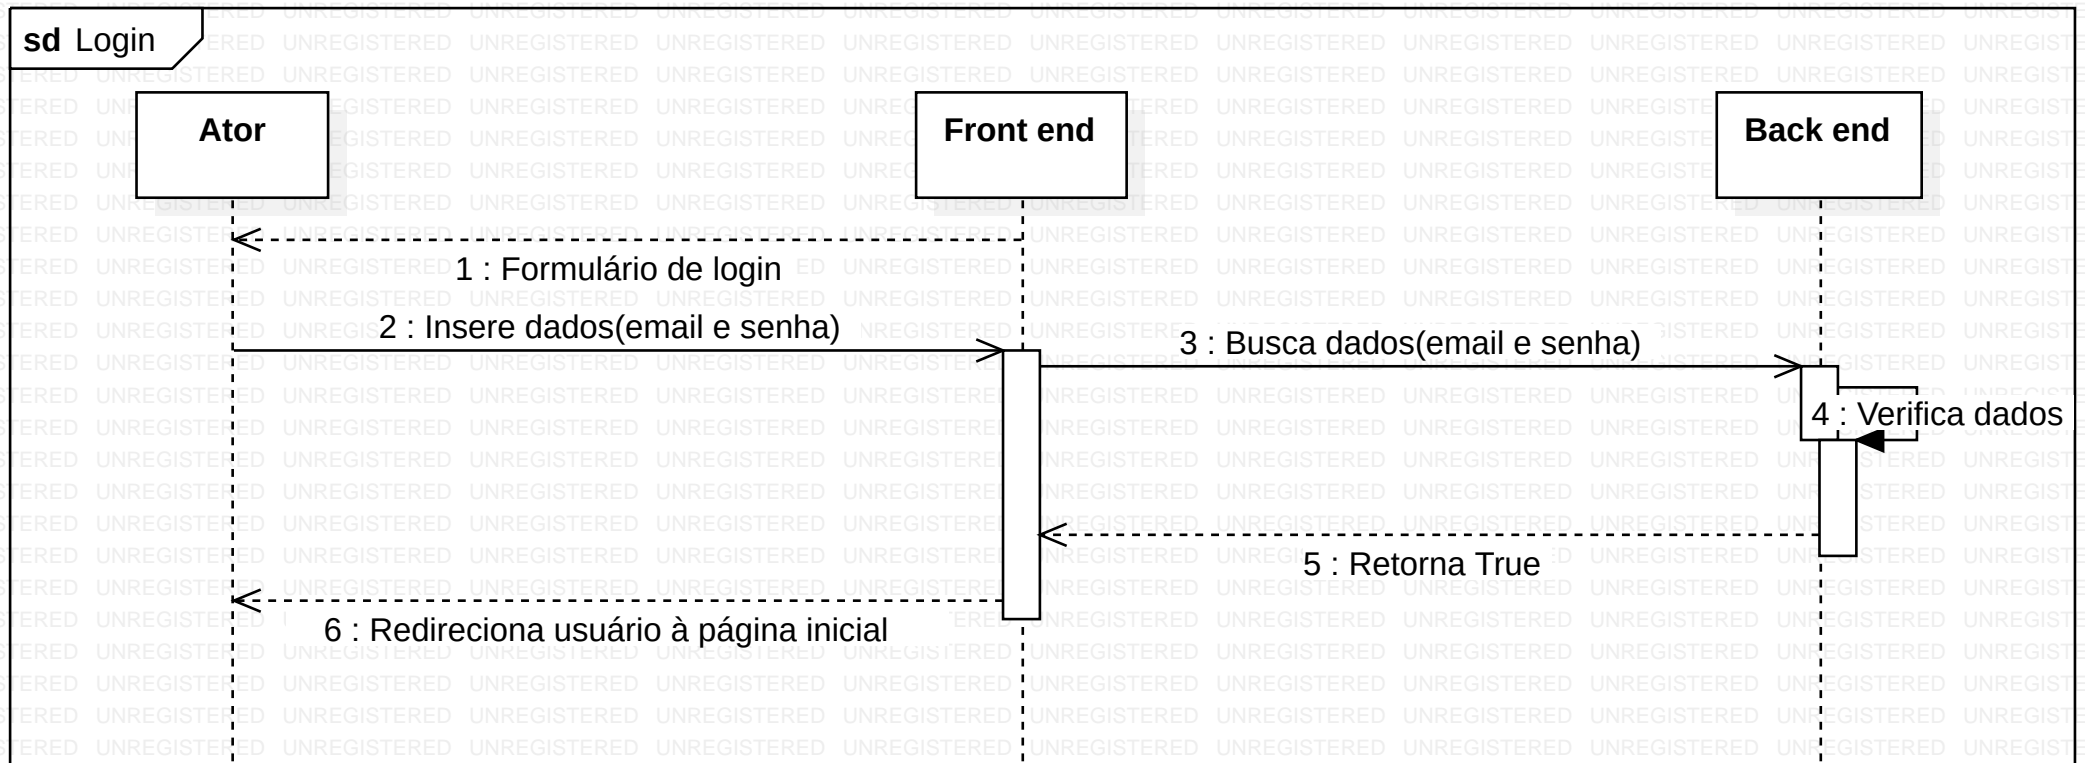 sd Login
Ator
Front end
Back end
1 : Formulário de login
2 : Insere dados(email e senha)
3 : Busca dados(email e senha)
4 : Verifica dados
5 : Retorna True
6 : Redireciona usuário à página inicial
UNREGISTERED